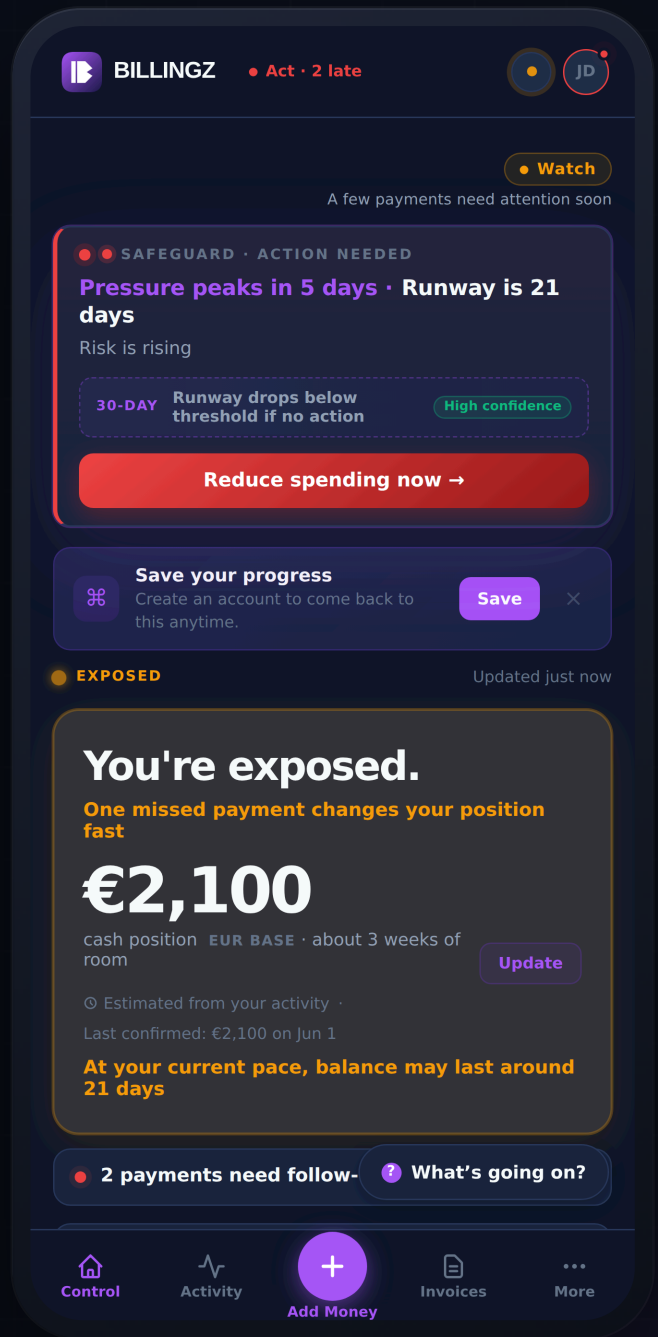 BILLINGZ
Act · 2 late
JD
Watch
A few payments need attention soon
SAFEGUARD · ACTION NEEDED
Pressure peaks in 5 days · Runway is 21
days
Risk is rising
30-DAY
Runway drops below
threshold if no action
High confidence
Reduce spending now →
⌘
Save your progress
Create an account to come back to
this anytime.
Save
×
EXPOSED
Updated just now
You're exposed.
One missed payment changes your position
fast
€2,100
cash position EUR BASE · about 3 weeks of
room
Update
Estimated from your activity ·
Last confirmed: €2,100 on Jun 1
At your current pace, balance may last around
21 days
2 payments need follow-
? What’s going on?
Control
Activity
+
Add Money
Invoices
More